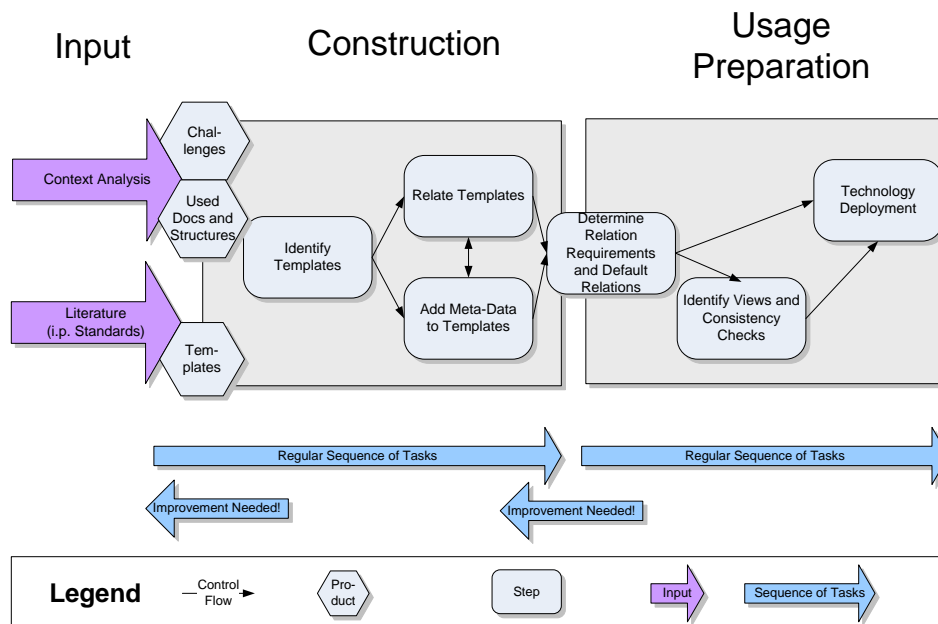 Input
Construction
Usage
Preparation
Chal-
lenges
Context Analysis
Used
Docs and
Structures
Identify
Templates
Relate Templates
Add Meta-Data
to Templates
Determine
Relation
Requirements
and Default
Relations
Technology
Deployment
Identify Views and
Consistency
Checks
Literature
(i.p. Standards)
Tem-
plates
Regular Sequence of Tasks
Regular Sequence of Tasks
Improvement Needed!
Improvement Needed!
Legend
Control
Flow
Pro-
duct
Step
Input
Sequence of Tasks